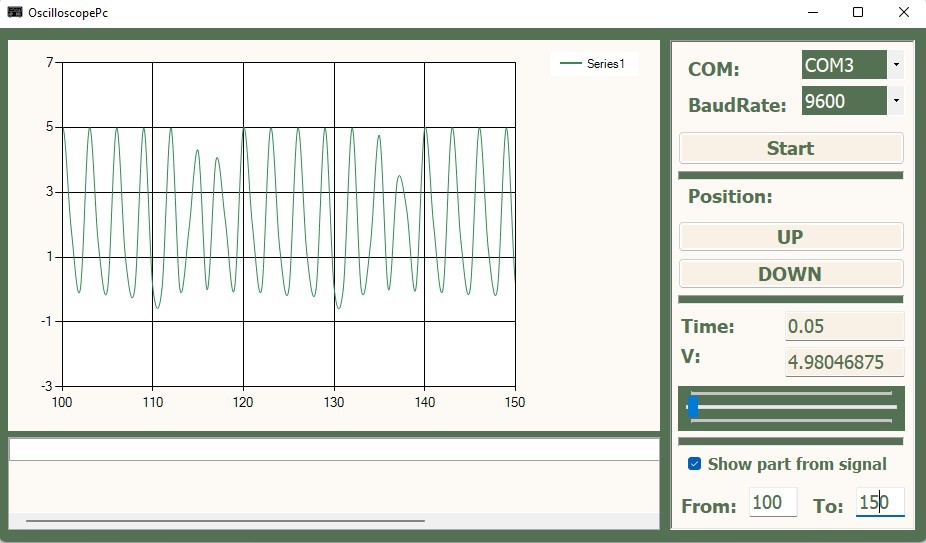 OscilloscopePc
7
5
3
1
-1
-3
100 110 120 130 140 150
Series1
COM: COM3
BaudRate: 9600
Start
Position:
UP
DOWN
Time: 0.05
V: 4.98046875
Show part from signal
From: 100 To: 150